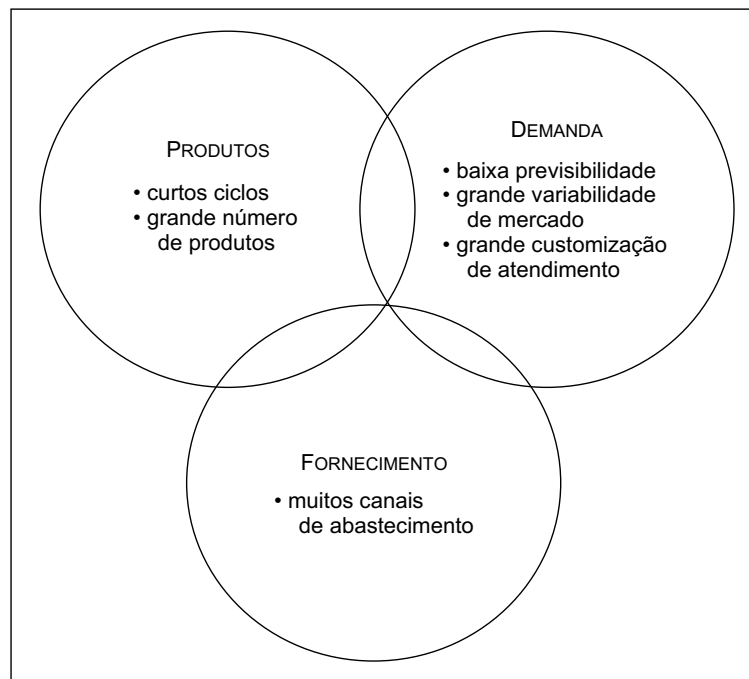 PRODUTOS
• curtos ciclos
• grande número
de produtos
DEMANDA
• baixa previsibilidade
• grande variabilidade
de mercado
• grande customização
de atendimento
FORNECIMENTO
• muitos canais
de abastecimento